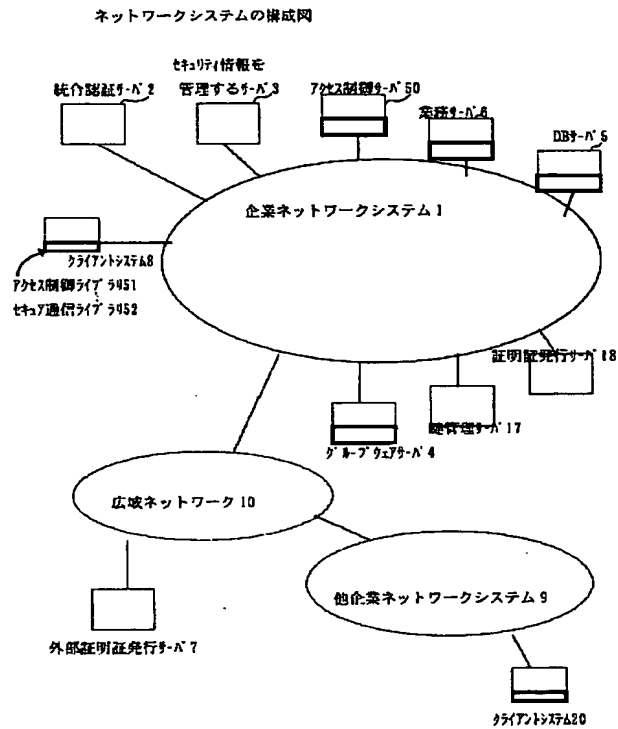 ネットワークシステムの構成図
統合認証ｻｰﾊﾞ2
ｾｷｭﾘﾃｨ情報を
管理するｻｰﾊﾞ3
ｱｸｾｽ制御ｻｰﾊﾞ50
業務ｻｰﾊﾞ6
DBｻｰﾊﾞ5
企業ネットワークシステム1
ｸﾗｲｱﾝﾄｼｽﾃﾑ8
ｱｸｾｽ制御ﾗｲﾌﾞﾗﾘ51
ｾｷｭｱ通信ﾗｲﾌﾞﾗﾘ52
証明証発行ｻｰﾊﾞ18
鍵管理ｻｰﾊﾞ17
ｸﾞﾙｰﾌﾟｳｪｱｻｰﾊﾞ4
広域ネットワーク10
他企業ネットワークシステム9
外部証明証発行ｻｰﾊﾞ7
ｸﾗｲｱﾝﾄｼｽﾃﾑ20